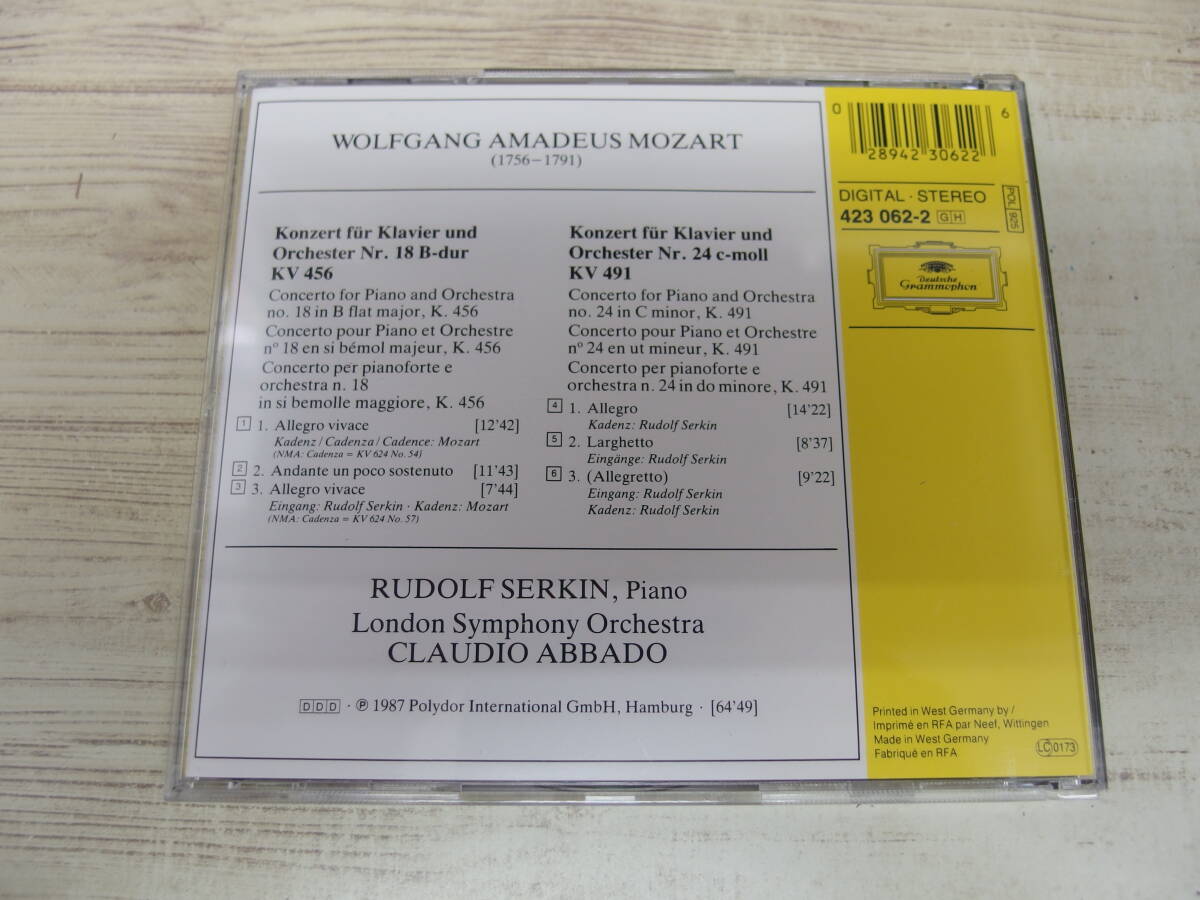 WOLFGANG AMADEUS MOZART
(1756–1791)
Konzert für Klavier und
Orchester Nr. 18 B-dur
KV 456
Concerto for Piano and Orchestra
no. 18 in B flat major, K. 456
Concerto pour Piano et Orchestre
nº 18 en si bémol majeur, K. 456
Concerto per pianoforte e
orchestra n. 18
in si bemolle maggiore, K. 456
1 1. Allegro vivace [12'42]
Kadenz/Cadenza/Cadence: Mozart
(NMA: Cadenza = KV 624 No. 54)
2 2. Andante un poco sostenuto [11'43]
3 3. Allegro vivace [7'44]
Eingang: Rudolf Serkin · Kadenz: Mozart
(NMA: Cadenza = KV 624 No. 57)
Konzert für Klavier und
Orchester Nr. 24 c-moll
KV 491
Concerto for Piano and Orchestra
no. 24 in C minor, K. 491
Concerto pour Piano et Orchestre
nº 24 en ut mineur, K. 491
Concerto per pianoforte e
orchestra n. 24 in do minore, K. 491
4 1. Allegro [14'22]
Kadenz: Rudolf Serkin
5 2. Larghetto [8'37]
Eingänge: Rudolf Serkin
6 3. (Allegretto) [9'22]
Eingang: Rudolf Serkin
Kadenz: Rudolf Serkin
RUDOLF SERKIN, Piano
London Symphony Orchestra
CLAUDIO ABBADO
DDD · ℗ 1987 Polydor International GmbH, Hamburg · [64'49]
0 28942 30622 6
DIGITAL · STEREO
423 062-2 GH
POL 925
Deutsche
Grammophon
Printed in West Germany by/
Imprimé en RFA par Neef, Wittingen
Made in West Germany
Fabriqué en RFA
LC 0173